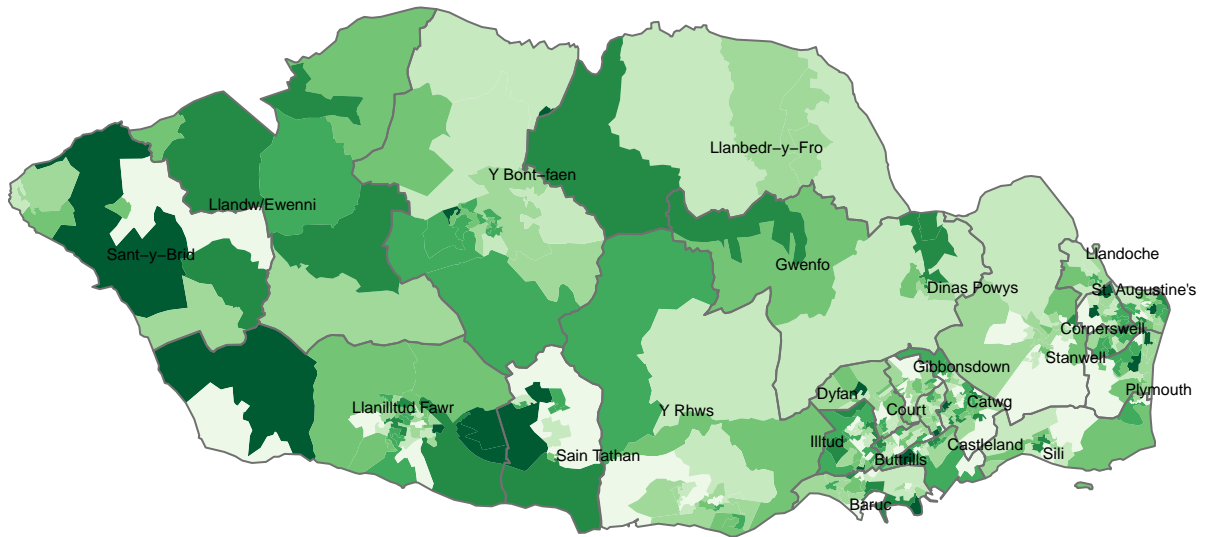 Llanbedr−y−Fro
Y Bont−faen
Llandw/Ewenni
Sant−y−Brid
Gwenfo
Llandoche
Dinas Powys
St. Augustine's
Cornerswell
Stanwell
Gibbonsdown
Plymouth
Dyfan
Catwg
Court
Llanilltud Fawr
Y Rhws
Illtud
Castleland
Sili
Buttrills
Sain Tathan
Baruc